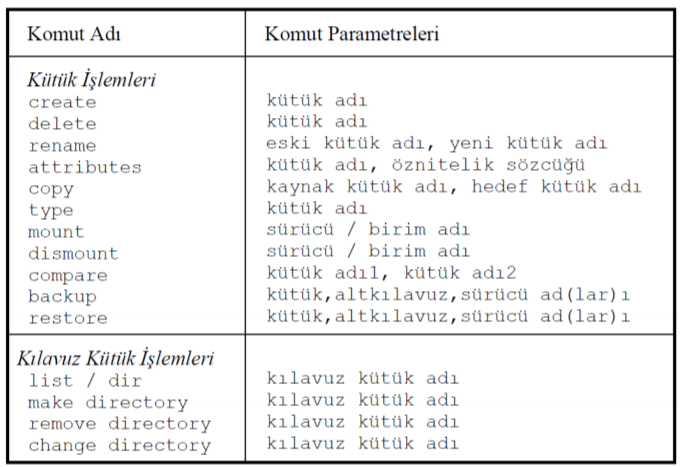 Komut Adı Komut Parametreleri
Kütük İşlemleri
create kütük adı
delete kütük adı
rename eski kütük adı, yeni kütük adı
attributes kütük adı, öznitelik sözcüğü
copy kaynak kütük adı, hedef kütük adı
type kütük adı
mount sürücü / birim adı
dismount sürücü / birim adı
compare kütük adı1, kütük adı2
backup kütük,altkılavuz,sürücü ad(lar)ı
restore kütük,altkılavuz,sürücü ad(lar)ı
Kılavuz Kütük İşlemleri
list / dir kılavuz kütük adı
make directory kılavuz kütük adı
remove directory kılavuz kütük adı
change directory kılavuz kütük adı